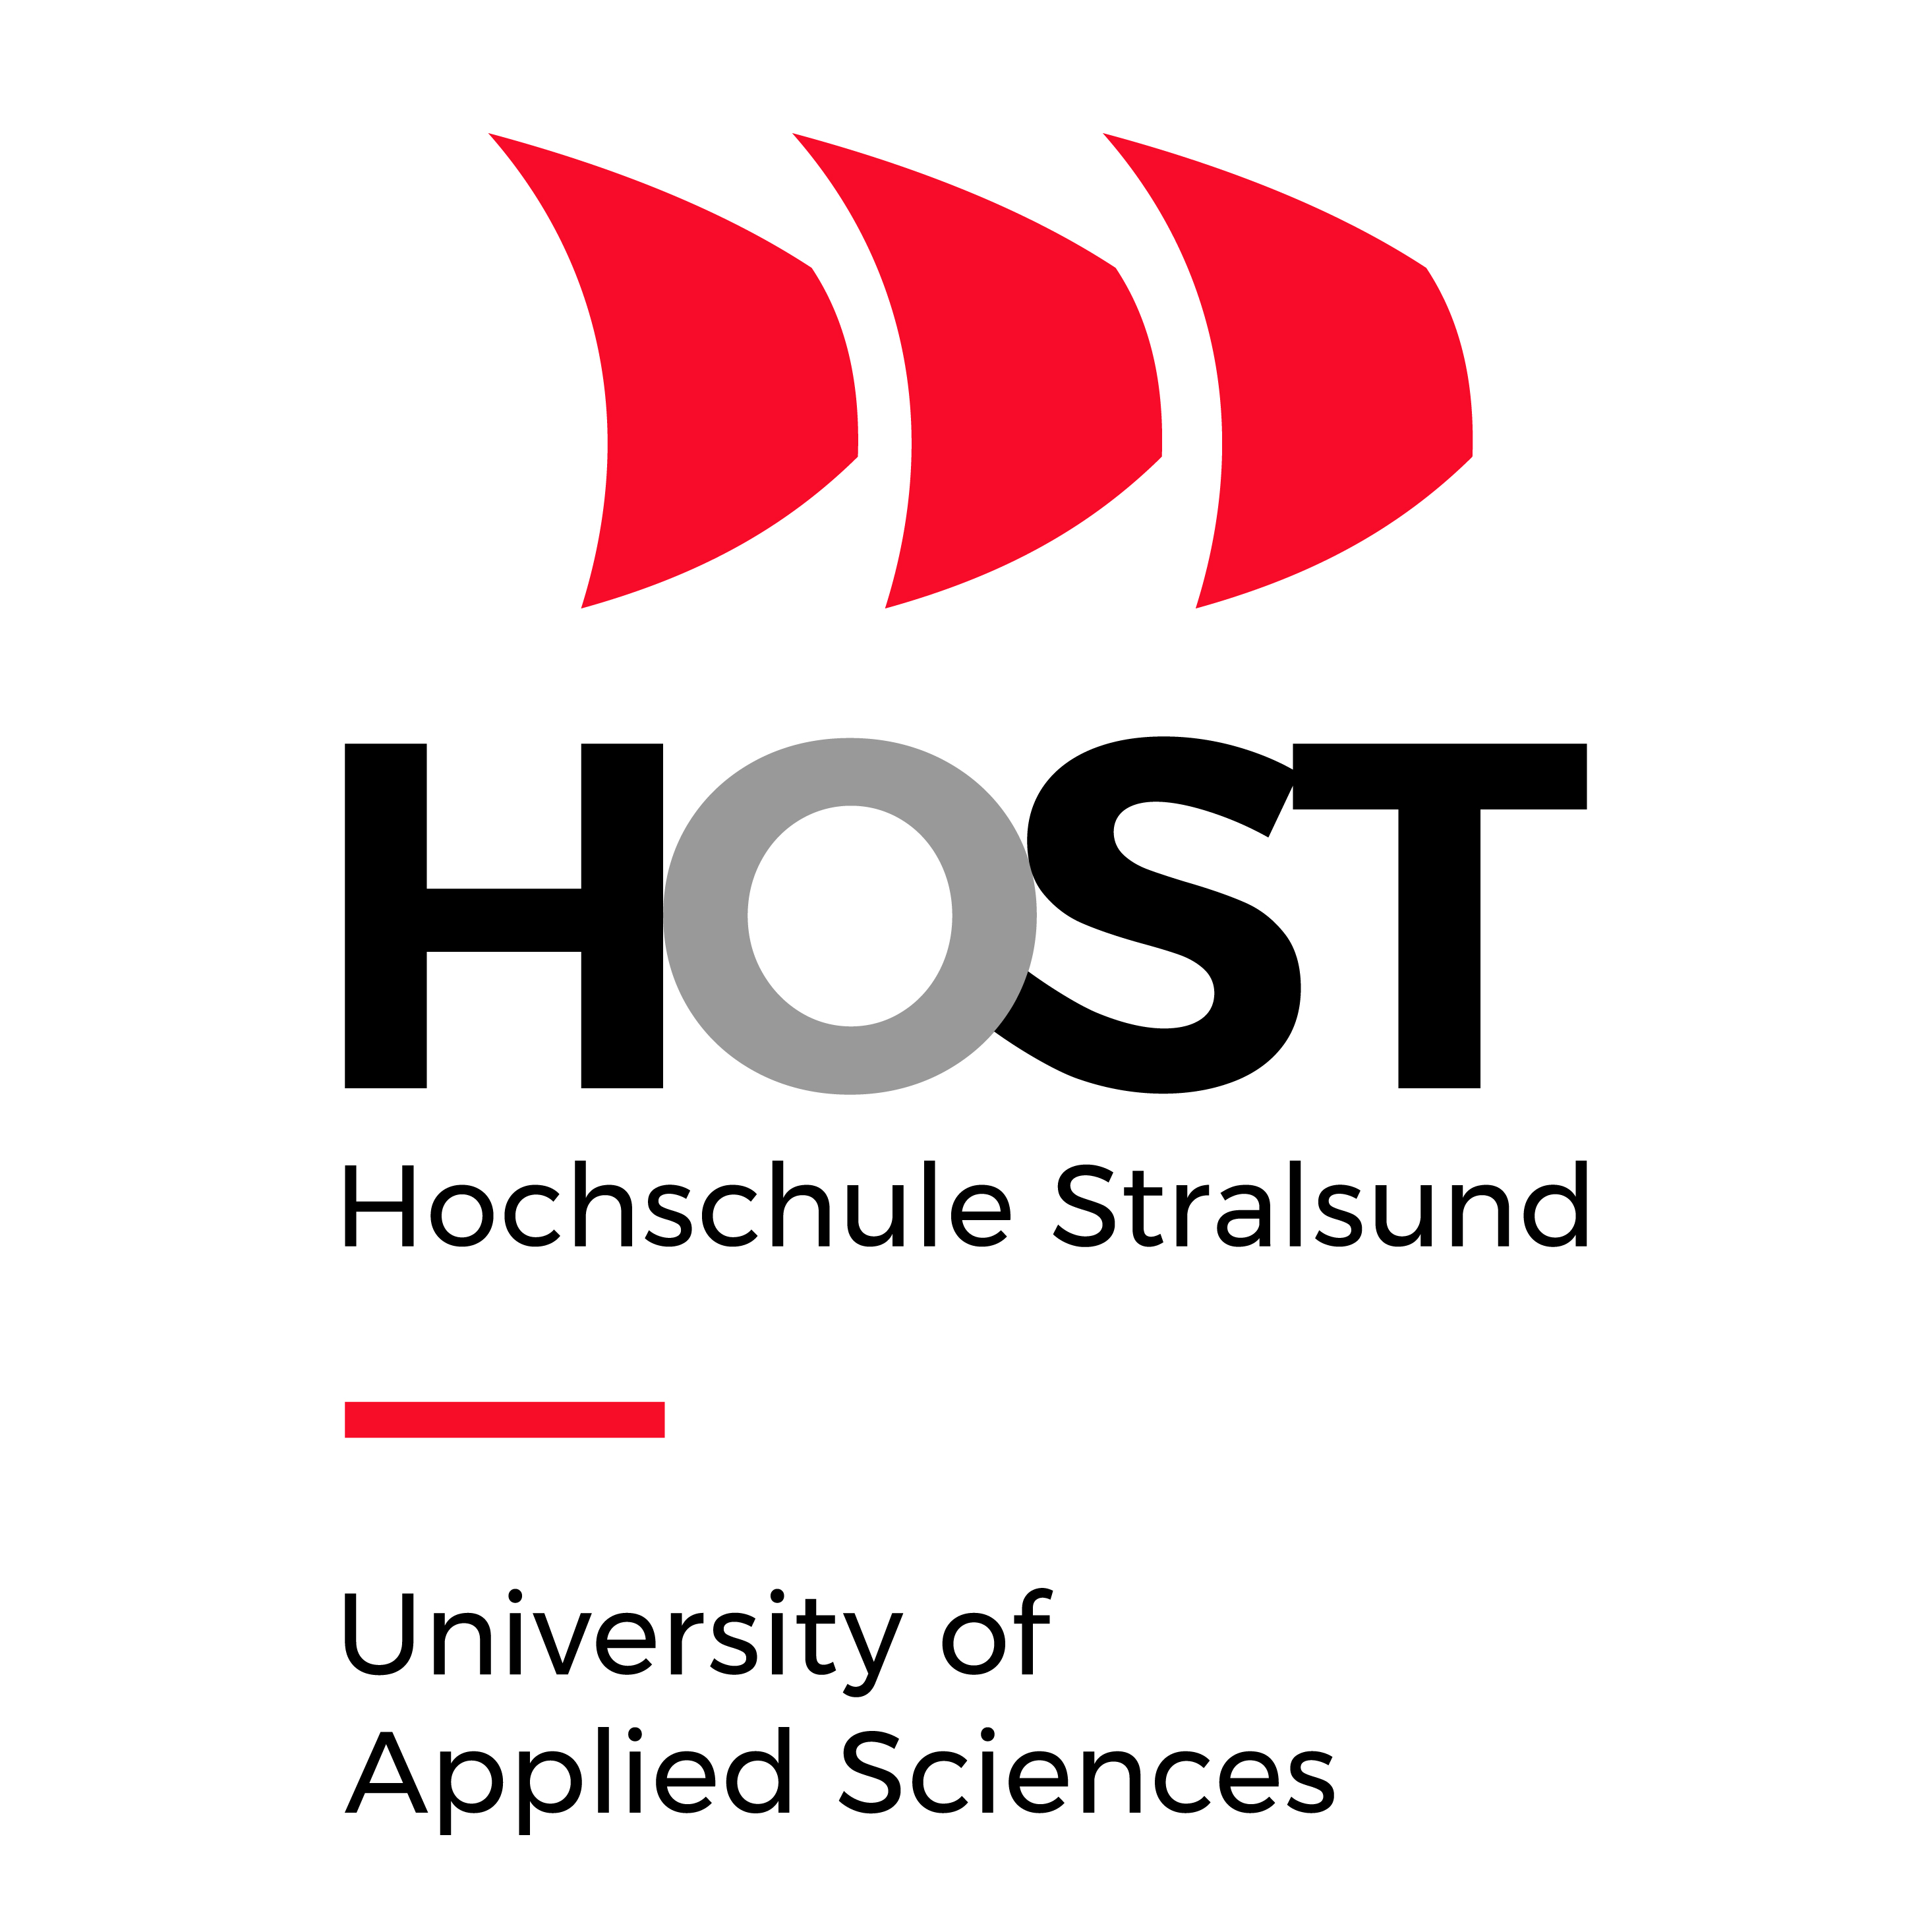 HOST
Hochschule Stralsund
University of
Applied Sciences